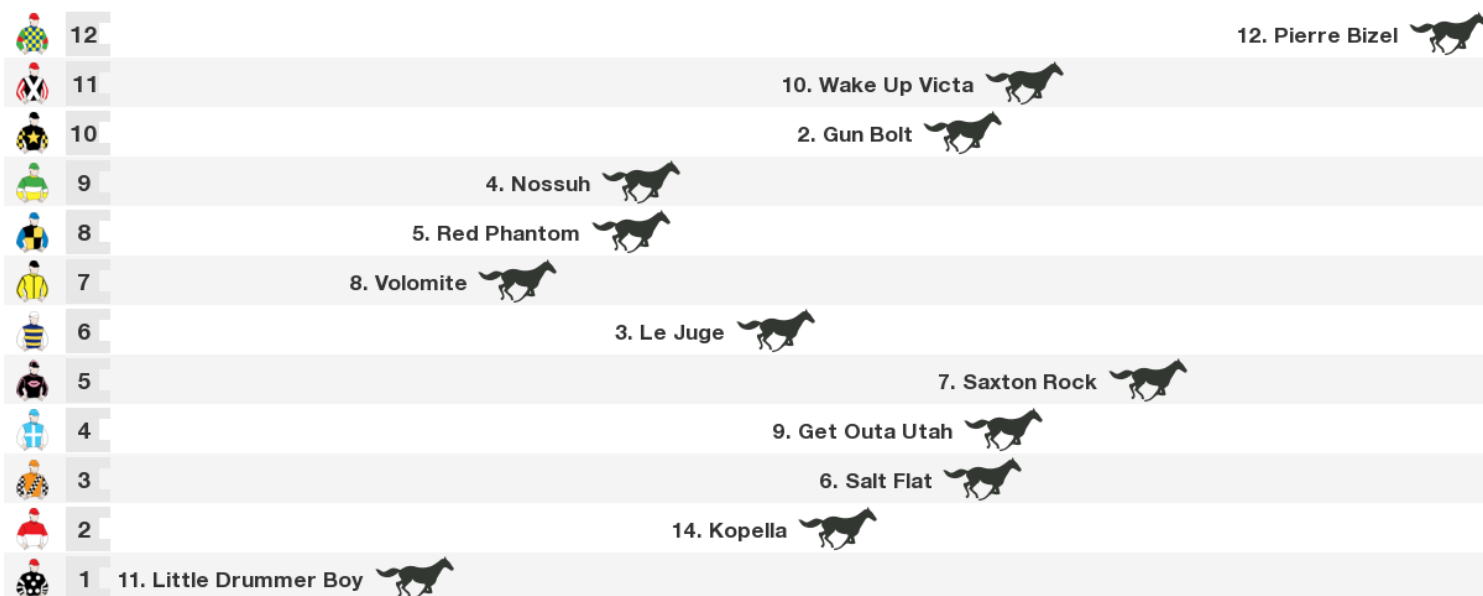 12 12. Pierre Bizel
11 10. Wake Up Victa
10 2. Gun Bolt
9 4. Nossuh
8 5. Red Phantom
7 8. Volomite
6 3. Le Juge
5 7. Saxton Rock
4 9. Get Outa Utah
3 6. Salt Flat
2 14. Kopella
1 11. Little Drummer Boy